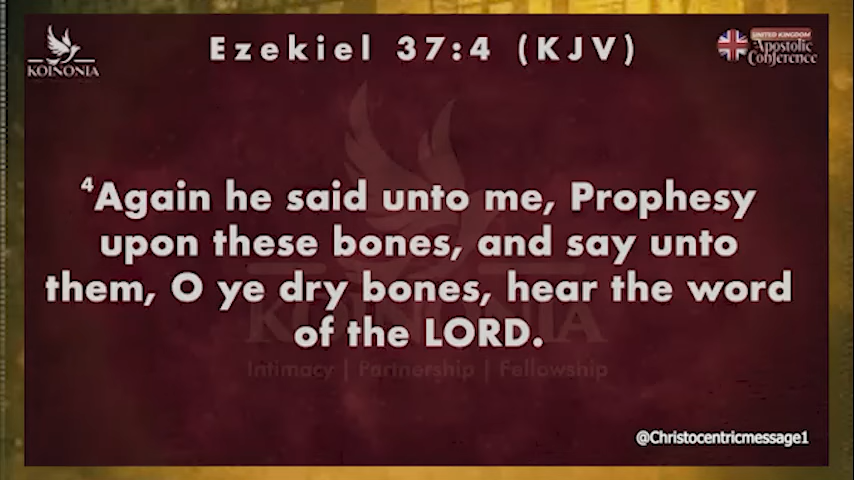 KOINONIA
Ezekiel 37:4 (KJV)
UNITED KINGDOM
Apostolic
Conference
4Again he said unto me, Prophesy
upon these bones, and say unto
them, O ye dry bones, hear the word
of the LORD.
KOINONIA
Intimacy | Partnership | Fellowship
@Christocentricmessage1